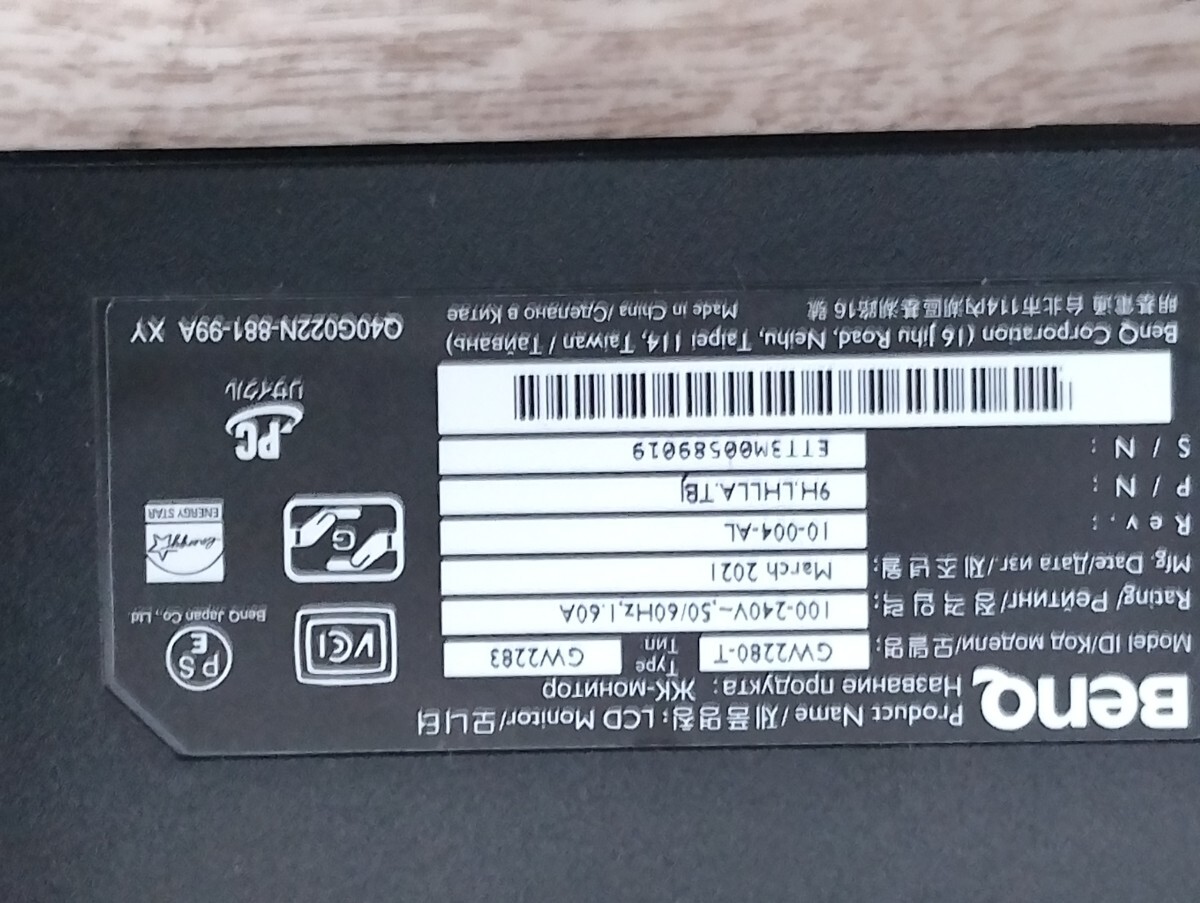 BenQ
Product Name/제품명칭: LCD Monitor/모니터
Название продукта: ЖК-монитор
Model ID/Код модели/모델명: GW2280-T Type Тип GW2283
Rating/ Рейтинг/정격입력: 100-240V~,50/60Hz,1.60A
Mfg. Date/Дата изг./제조년월: March 2021
Rev.: 10-004-AL
P/N: 9H.LHLLA.TBJ
S/N: ETT3M00589019
BenQ Corporation (16 Jihu, Road, Neihu, Taipei 114, Taiwan / Тайвань)
明基電通 台北市114內湖區基湖路16號 Made in China /Сделано в Китае
VCI
PS
E
BenQ Japan Co., Ltd
G
energy
ENERGY STAR
PC
リサイクル
Q40G022N-881-99A XY